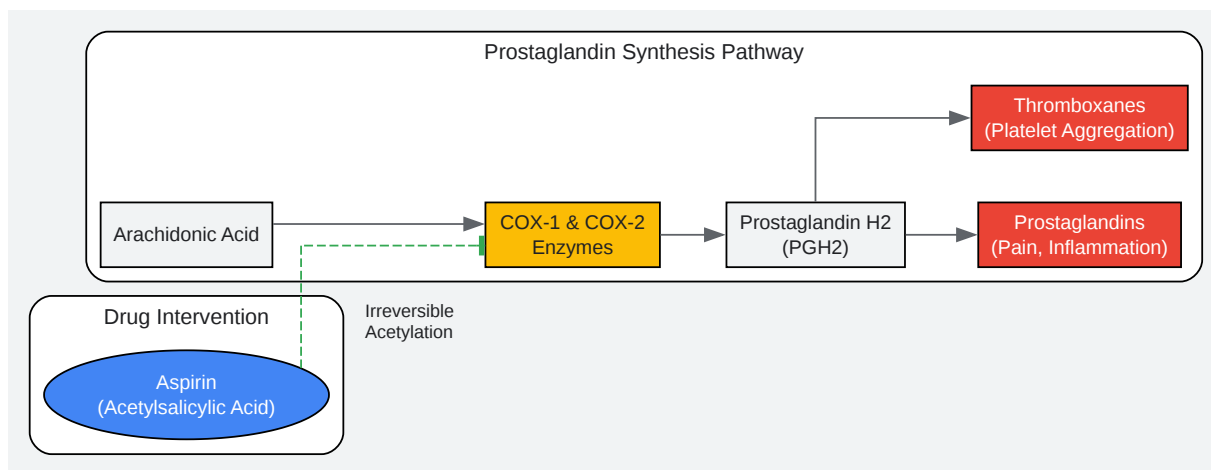 Prostaglandin Synthesis Pathway
Thromboxanes
(Platelet Aggregation)
Arachidonic Acid
COX-1 & COX-2
Enzymes
Prostaglandin H2
(PGH2)
Prostaglandins
(Pain, Inflammation)
Drug Intervention
Irreversible
Acetylation
Aspirin
(Acetylsalicylic Acid)